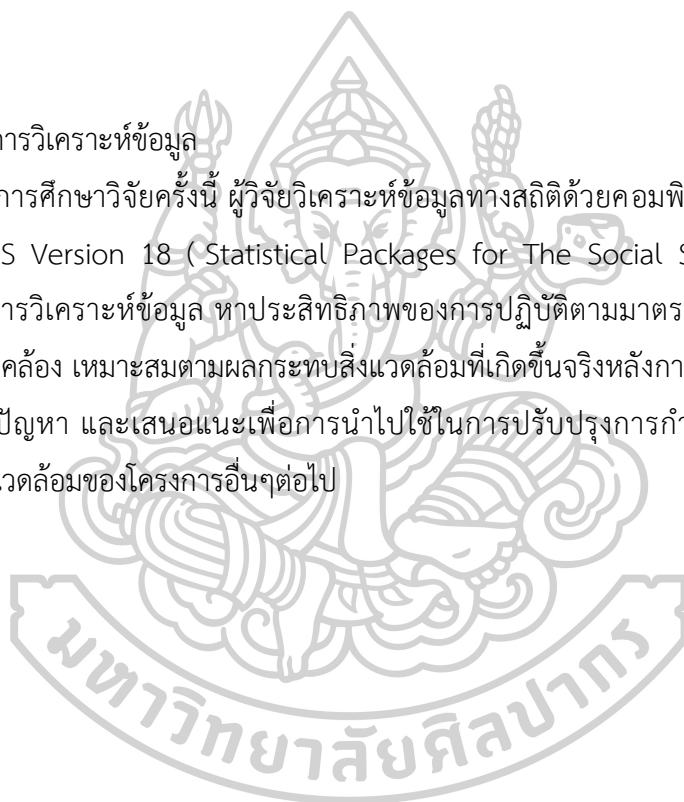 การวิเคราะห์ข้อมูล
การศึกษาวิจัยครั้งนี้ ผู้วิจัยวิเคราะห์ข้อมูลทางสถิติด้วยคอมพิ
S Version 18 ( Statistical Packages for The Social S
ารวิเคราะห์ข้อมูล หาประสิทธิภาพของการปฏิบัติตามมาตร
คล้อง เหมาะสมตามผลกระทบสิ่งแวดล้อมที่เกิดขึ้นจริงหลังกา
ปัญหา และเสนอแนะเพื่อการนำไปใช้ในการปรับปรุงการกำ
แวดล้อมของโครงการอื่นๆต่อไป
มหาวิทยาลัยศิลปากร